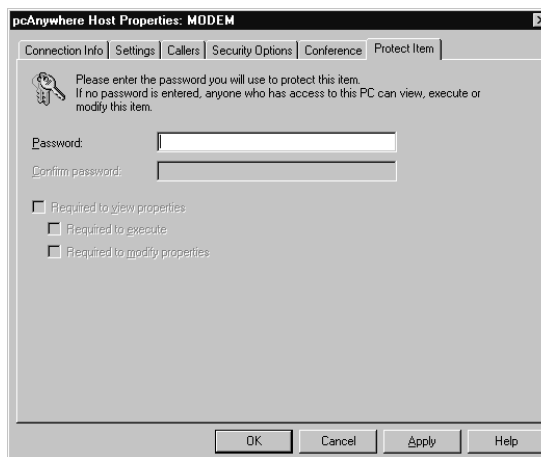 pcAnywhere Host Properties: MODEM
Connection Info Settings Callers Security Options Conference Protect Item
Please enter the password you will use to protect this item.
If no password is entered, anyone who has access to this PC can view, execute or
modify this item.
Password:
Confirm password:
Required to view properties
Required to execute
Required to modify properties
OK Cancel Apply Help